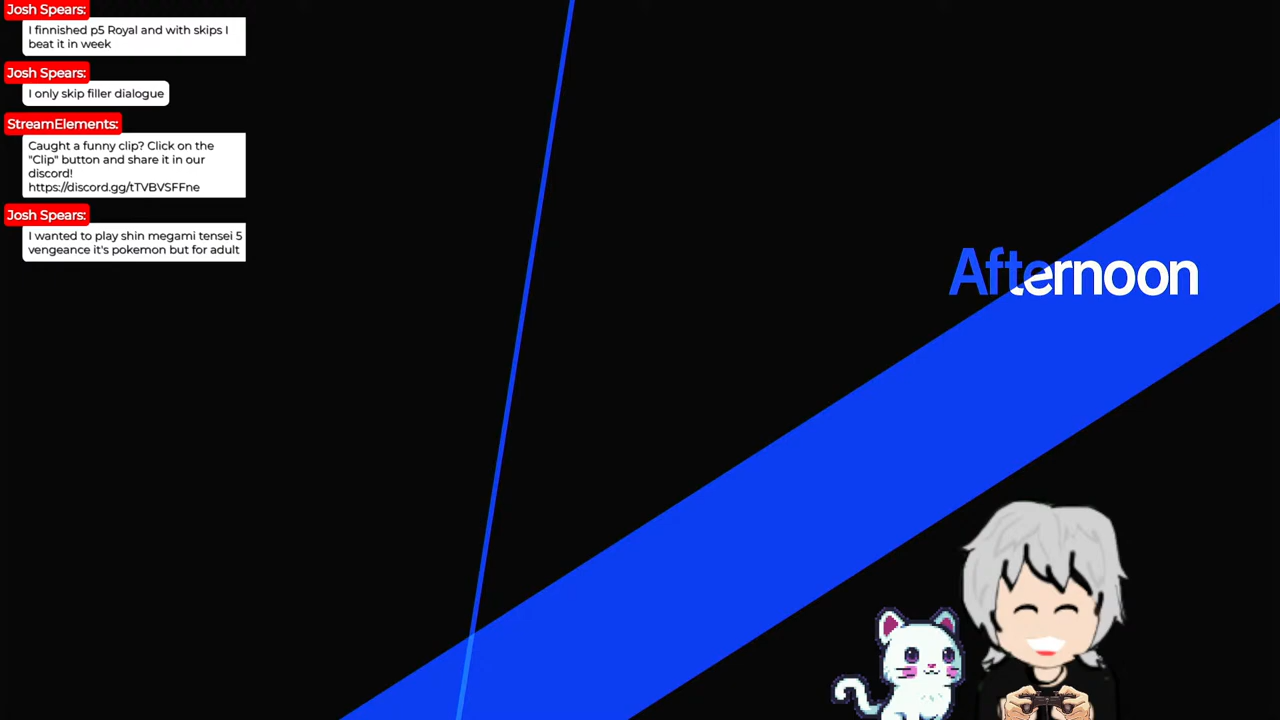 Josh Spears:
I finnished p5 Royal and with skips I
beat it in week
Josh Spears:
I only skip filler dialogue
StreamElements:
Caught a funny clip? Click on the
"Clip" button and share it in our
discord!
https://discord.gg/tTVBVSFFne
Josh Spears:
I wanted to play shin megami tensei 5
vengeance it's pokemon but for adult
Afternoon